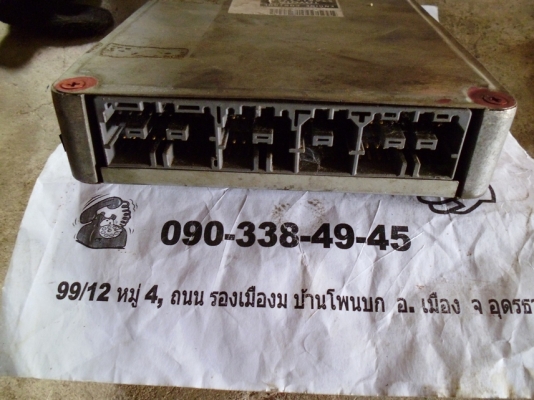 090-338-49-45
99/12 หมู่ 4, ถนน รองเมืองม บ้านโพนบก อ. เมือง จ อุดรธา